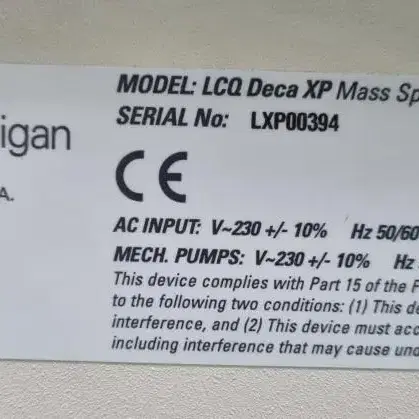 MODEL: LCQ Deca XP Mass Sp
SERIAL No: LXP00394
igan
A.
CE
AC INPUT: V~230 +/- 10% Hz 50/60
MECH. PUMPS: V~230 +/- 10% Hz
This device complies with Part 15 of the F
to the following two conditions: (1) This de
interference, and (2) This device must acc
including interference that may cause und